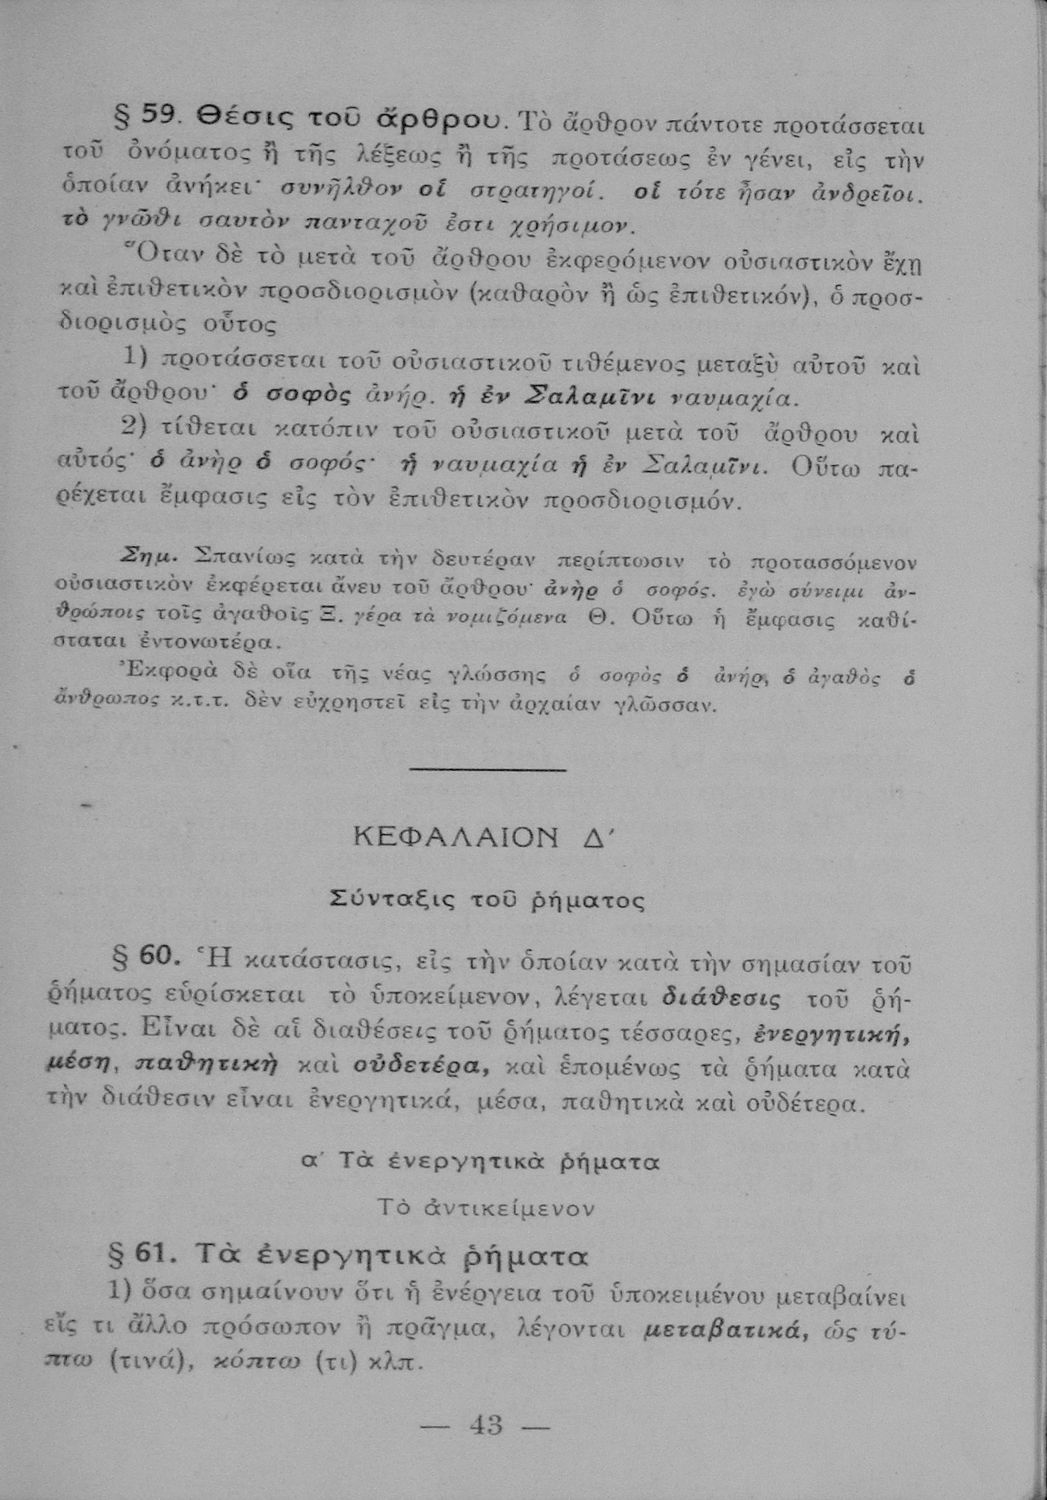 § 59. Θέσις τοῦ ἄρθρου. Τὸ ἄρθρον πάντοτε προτάσσεται
τοῦ ὀνόματος ἢ τῆς λέξεως ἢ τῆς προτάσεως ἐν γένει, εἰς τὴν
ὁποίαν ἀνήκει· συνῆλθον οἱ στρατηγοί. οἱ τότε ἦσαν ἀνδρεῖοι.
τὸ γνῶθι σαυτὸν πανταχοῦ ἐστι χρήσιμον.
Ὅταν δὲ τὸ μετὰ τοῦ ἄρθρου ἐκφερόμενον οὐσιαστικὸν ἔχῃ
καὶ ἐπιθετικὸν προσδιορισμὸν (καθαρὸν ἢ ὡς ἐπιθετικόν), ὁ προσ-
διορισμὸς οὗτος
1) προτάσσεται τοῦ οὐσιαστικοῦ τιθέμενος μεταξὺ αὐτοῦ καὶ
τοῦ ἄρθρου· ὁ σοφὸς ἀνήρ. ἡ ἐν Σαλαμῖνι ναυμαχία.
2) τίθεται κατόπιν τοῦ οὐσιαστικοῦ μετὰ τοῦ ἄρθρου καὶ
αὐτός· ὁ ἀνὴρ ὁ σοφός· ἡ ναυμαχία ἡ ἐν Σαλαμῖνι. Οὕτω πα-
ρέχεται ἔμφασις εἰς τὸν ἐπιθετικὸν προσδιορισμόν.
Σημ. Σπανίως κατὰ τὴν δευτέραν περίπτωσιν τὸ προτασσόμενον
οὐσιαστικὸν ἐκφέρεται ἄνευ τοῦ ἄρθρου· ἀνὴρ ὁ σοφός. ἐγὼ σύνειμι ἀν-
θρώποις τοῖς ἀγαθοῖς Ξ. γέρα τὰ νομιζόμενα Θ. Οὕτω ἡ ἔμφασις καθί-
σταται ἐντονωτέρα.
Ἐκφορὰ δὲ οἵα τῆς νέας γλώσσης ὁ σοφὸς ὁ ἀνήρ, ὁ ἀγαθὸς ὁ
ἄνθρωπος κ.τ.τ. δὲν εὐχρηστεῖ εἰς τὴν ἀρχαίαν γλῶσσαν.
ΚΕΦΑΛΑΙΟΝ Δ′
Σύνταξις τοῦ ῥήματος
§ 60. Ἡ κατάστασις, εἰς τὴν ὁποίαν κατὰ τὴν σημασίαν τοῦ
ῥήματος εὑρίσκεται τὸ ὑποκείμενον, λέγεται διάθεσις τοῦ ῥή-
ματος. Εἶναι δὲ αἱ διαθέσεις τοῦ ῥήματος τέσσαρες, ἐνεργητική,
μέση, παθητικὴ καὶ οὐδετέρα, καὶ ἑπομένως τὰ ῥήματα κατὰ
τὴν διάθεσιν εἶναι ἐνεργητικά, μέσα, παθητικὰ καὶ οὐδέτερα.
α′ Τὰ ἐνεργητικὰ ῥήματα
Τὸ ἀντικείμενον
§ 61. Τὰ ἐνεργητικὰ ῥήματα
1) ὅσα σημαίνουν ὅτι ἡ ἐνέργεια τοῦ ὑποκειμένου μεταβαίνει
εἴς τι ἄλλο πρόσωπον ἢ πρᾶγμα, λέγονται μεταβατικά, ὡς τύ-
πτω (τινά), κόπτω (τι) κλπ.
— 43 —